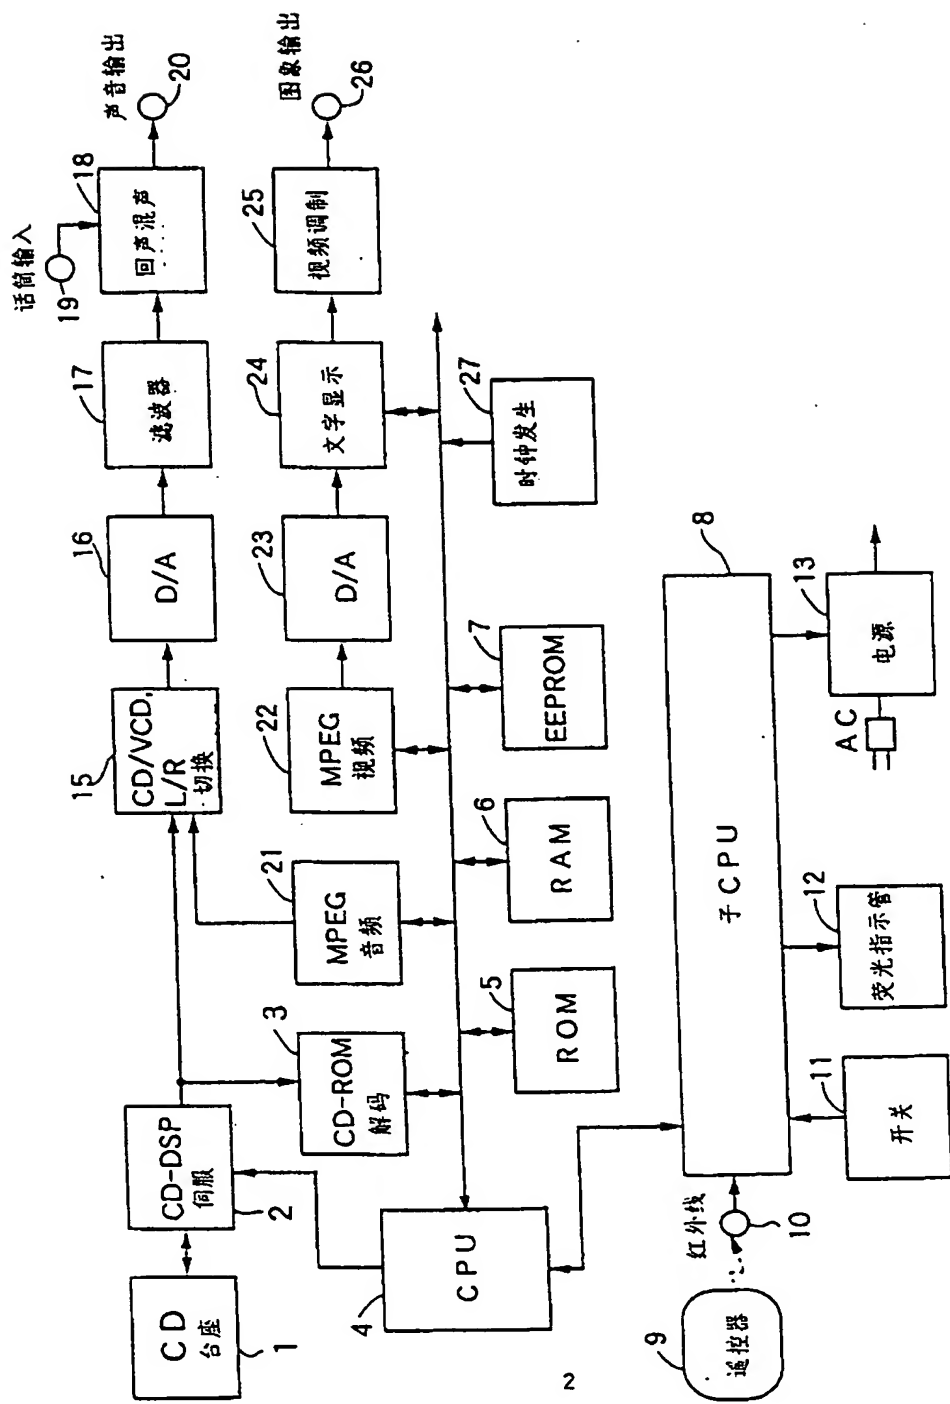 话筒输入
19
声音输出
20
CD
台座
1
CD-DSP
伺服
2
15
CD/VCD,
L/R
切换
16
D/A
17
滤波器
18
回声混声
图象输出
26
3
CD-ROM
解码
21
MPEG
音频
22
MPEG
视频
23
D/A
24
文字显示
25
视频调制
4
CPU
5
ROM
6
RAM
7
EEPROM
27
时钟发生
2
9
遥控器
红外线
10
子CPU
8
11
开关
12
荧光指示管
AC
13
电源